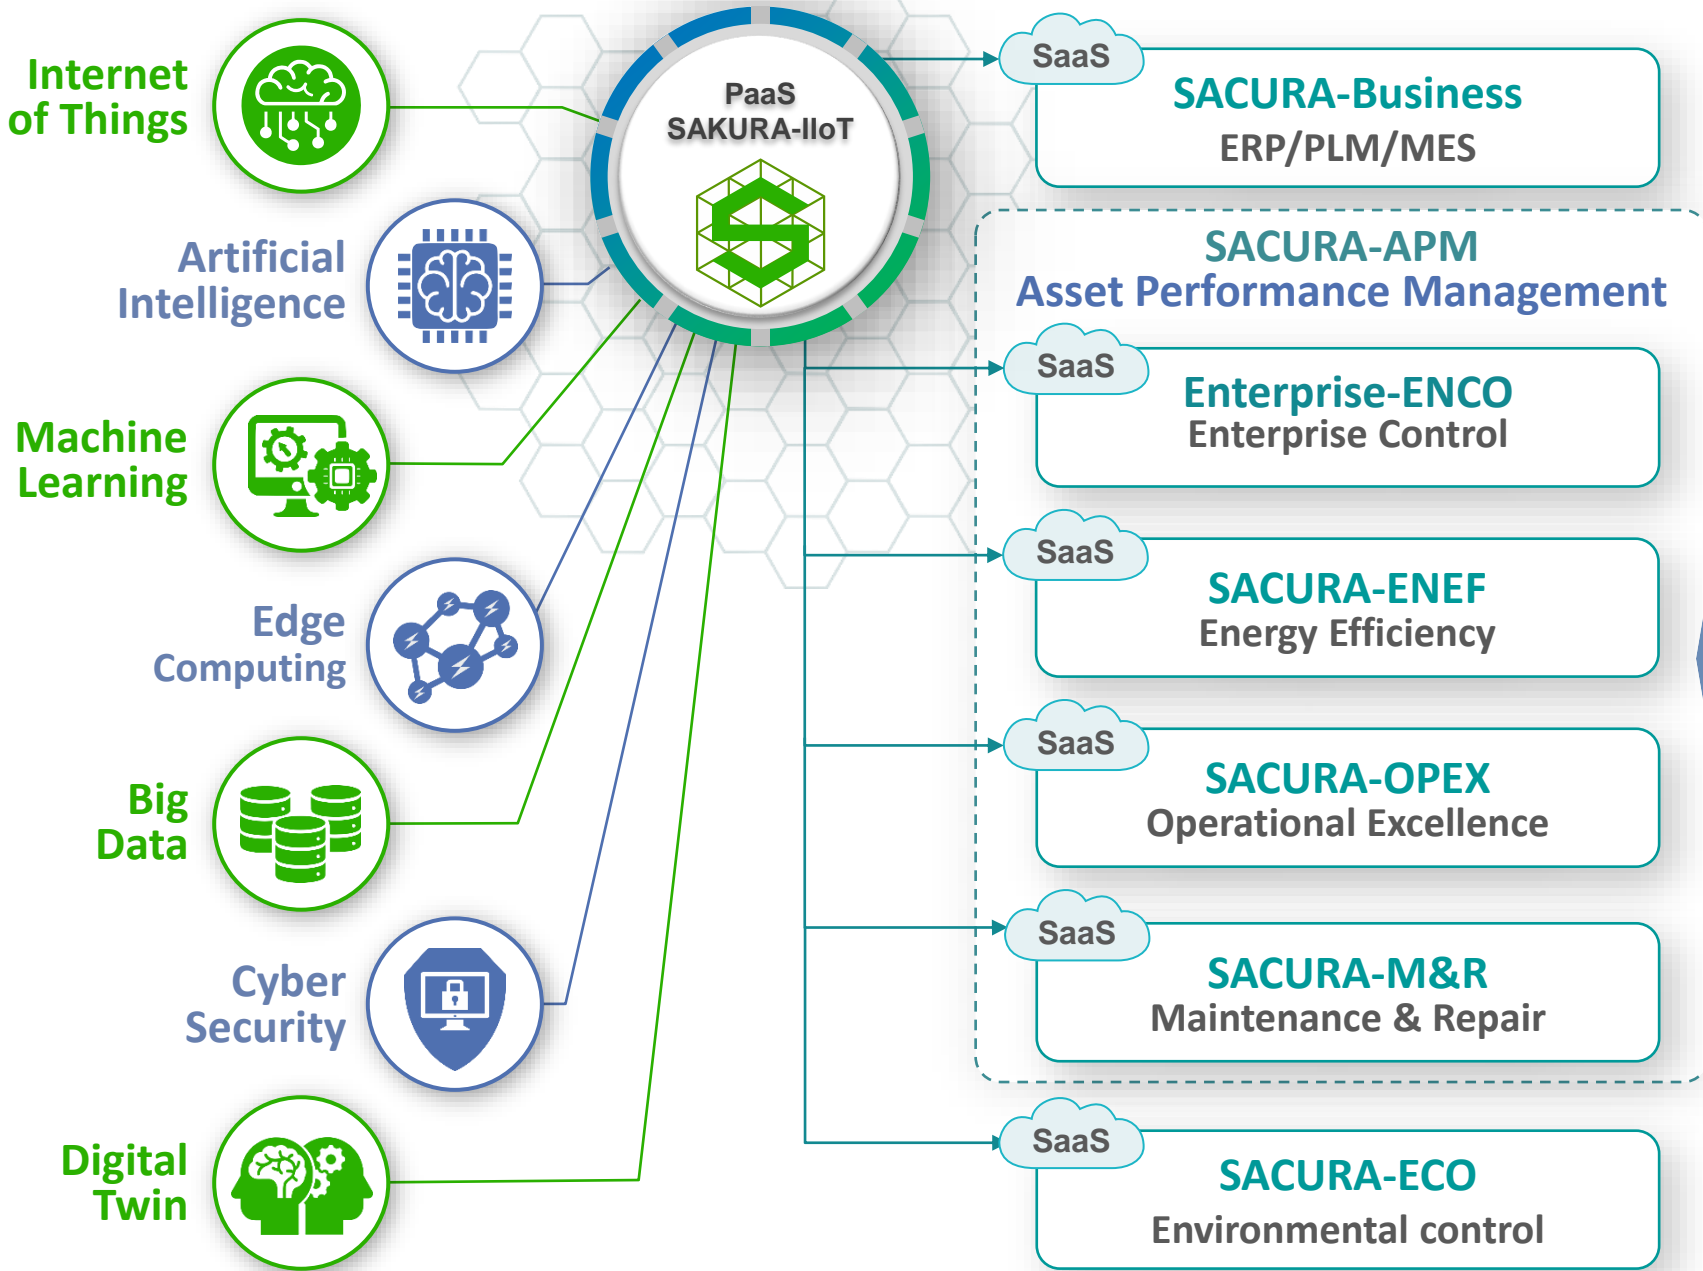 Internet
of Things
Artificial
Intelligence
Machine
Learning
Edge
Computing
Big
Data
Cyber
Security
Digital
Twin
PaaS
SAKURA-IIoT
SaaS
SACURA-Business
ERP/PLM/MES
SACURA-APM
Asset Performance Management
SaaS
Enterprise-ENCO
Enterprise Control
SaaS
SACURA-ENEF
Energy Efficiency
SaaS
SACURA-OPEX
Operational Excellence
SaaS
SACURA-M&R
Maintenance & Repair
SaaS
SACURA-ECO
Environmental control